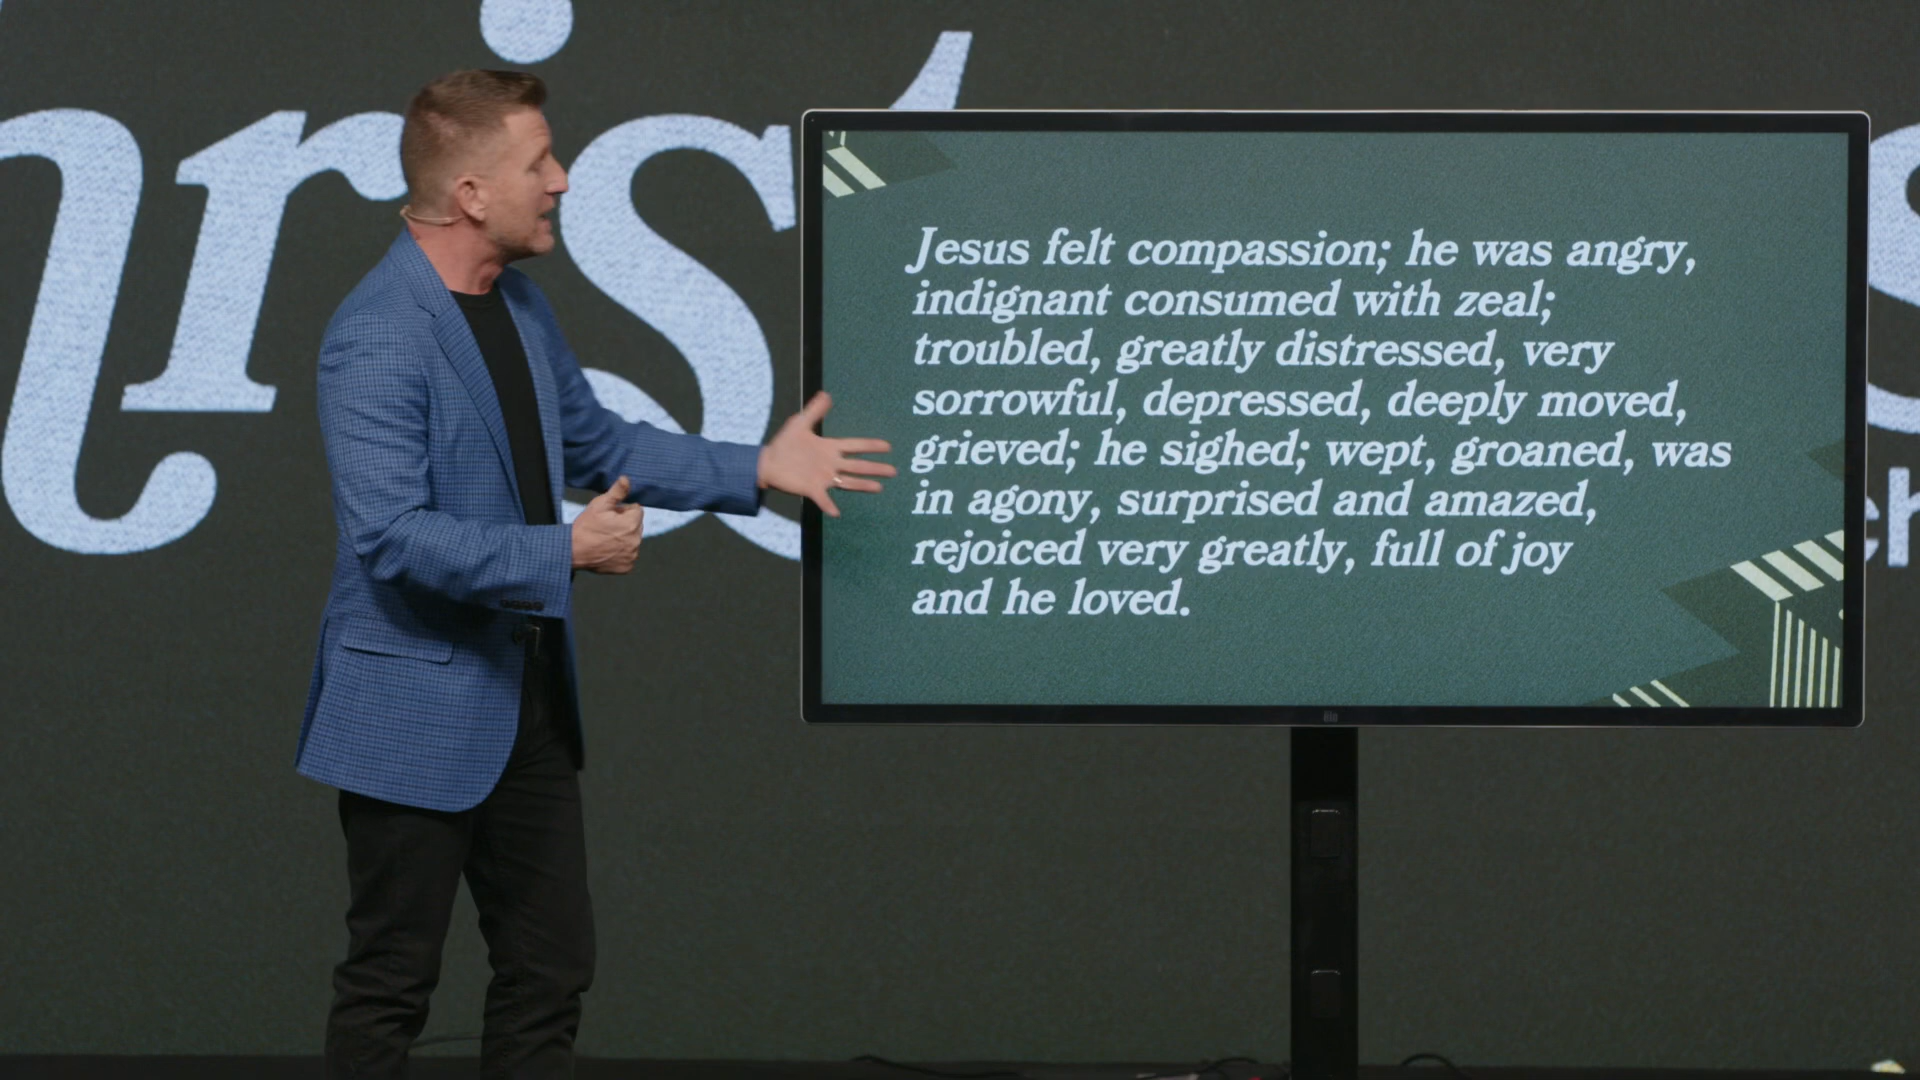 hrist
Jesus felt compassion; he was angry,
indignant consumed with zeal;
troubled, greatly distressed, very
sorrowful, depressed, deeply moved,
grieved; he sighed; wept, groaned, was
in agony, surprised and amazed,
rejoiced very greatly, full of joy
and he loved.